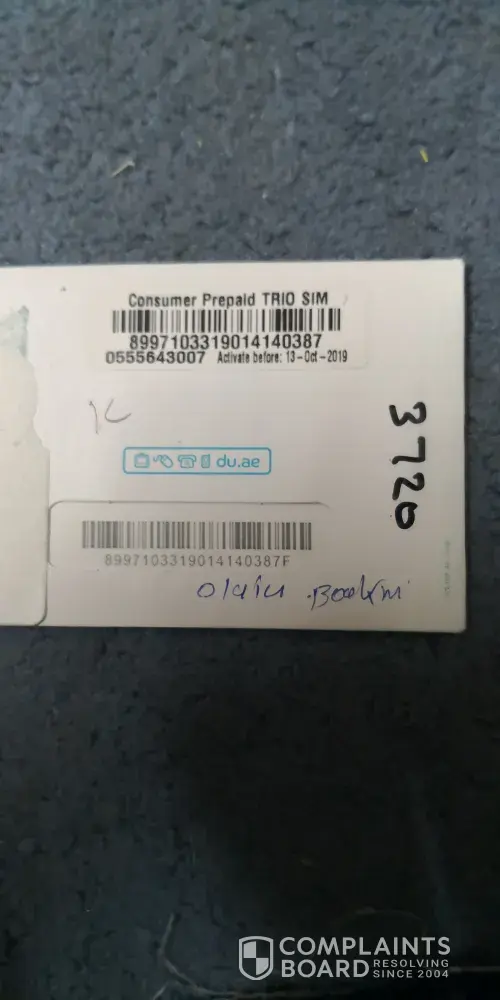 Consumer Prepaid TRIO SIM
8997103319014140387
0555643007 Activate before: 13-Oct-2019
3720
du.ae
8997103319014140387F
COMPLAINTS
BOARD RESOLVING
SINCE 2004